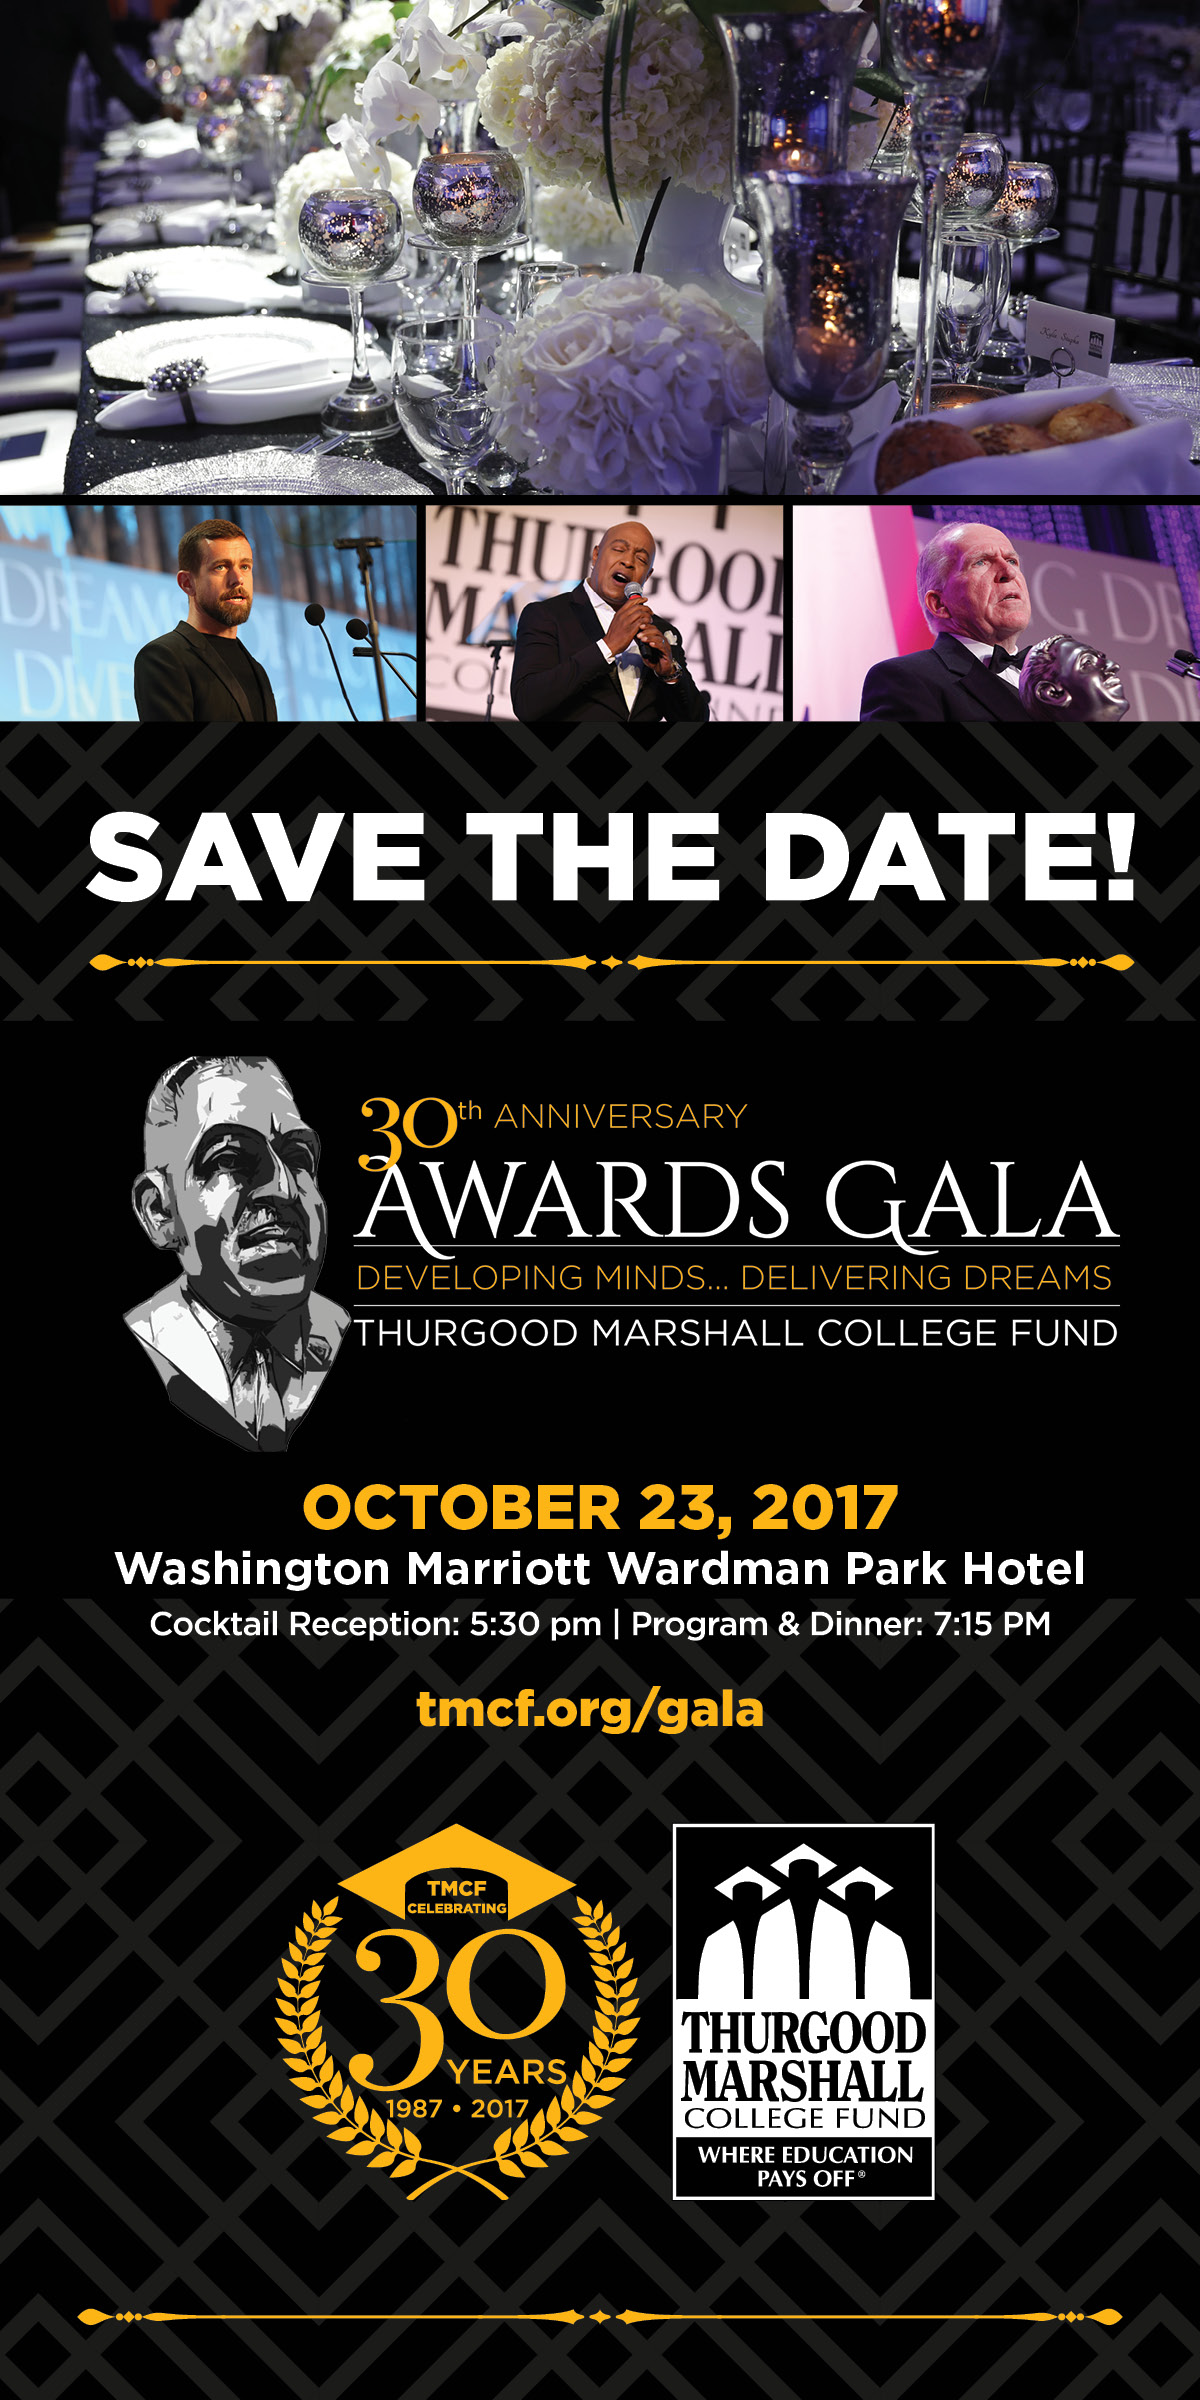 THURGOOD
MARSHALL
SAVE THE DATE!
30th ANNIVERSARY
AWARDS GALA
DEVELOPING MINDS... DELIVERING DREAMS
THURGOOD MARSHALL COLLEGE FUND
OCTOBER 23, 2017
Washington Marriott Wardman Park Hotel
Cocktail Reception: 5:30 pm | Program & Dinner: 7:15 PM
tmcf.org/gala
TMCF
CELEBRATING
30
YEARS
1987 • 2017
THURGOOD
MARSHALL
COLLEGE FUND
WHERE EDUCATION
PAYS OFF®